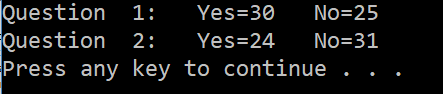 Question  1:   Yes=30   No=25
Question  2:   Yes=24   No=31
Press any key to continue . . .